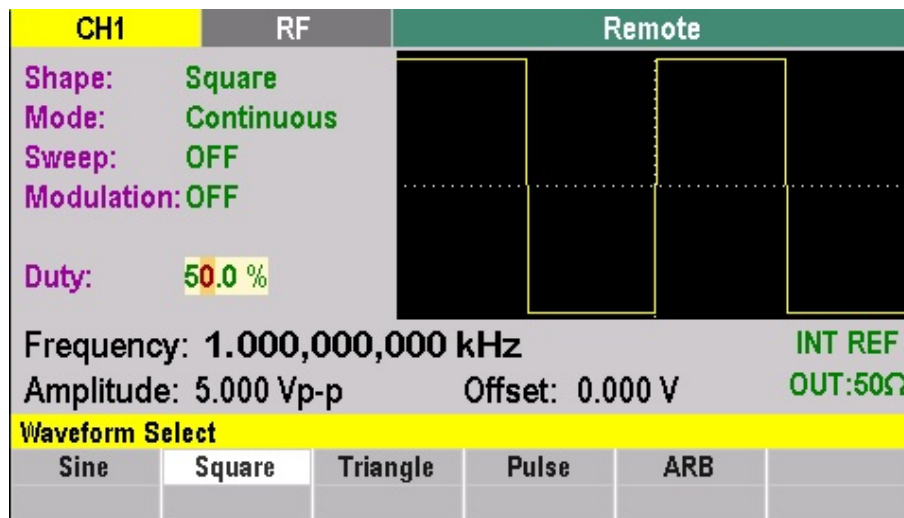 CH1 RF Remote
Shape: Square
Mode: Continuous
Sweep: OFF
Modulation: OFF
Duty: 50.0 %
Frequency: 1.000,000,000 kHz INT REF
Amplitude: 5.000 Vp-p Offset: 0.000 V OUT:50Ω
Waveform Select
Sine Square Triangle Pulse ARB